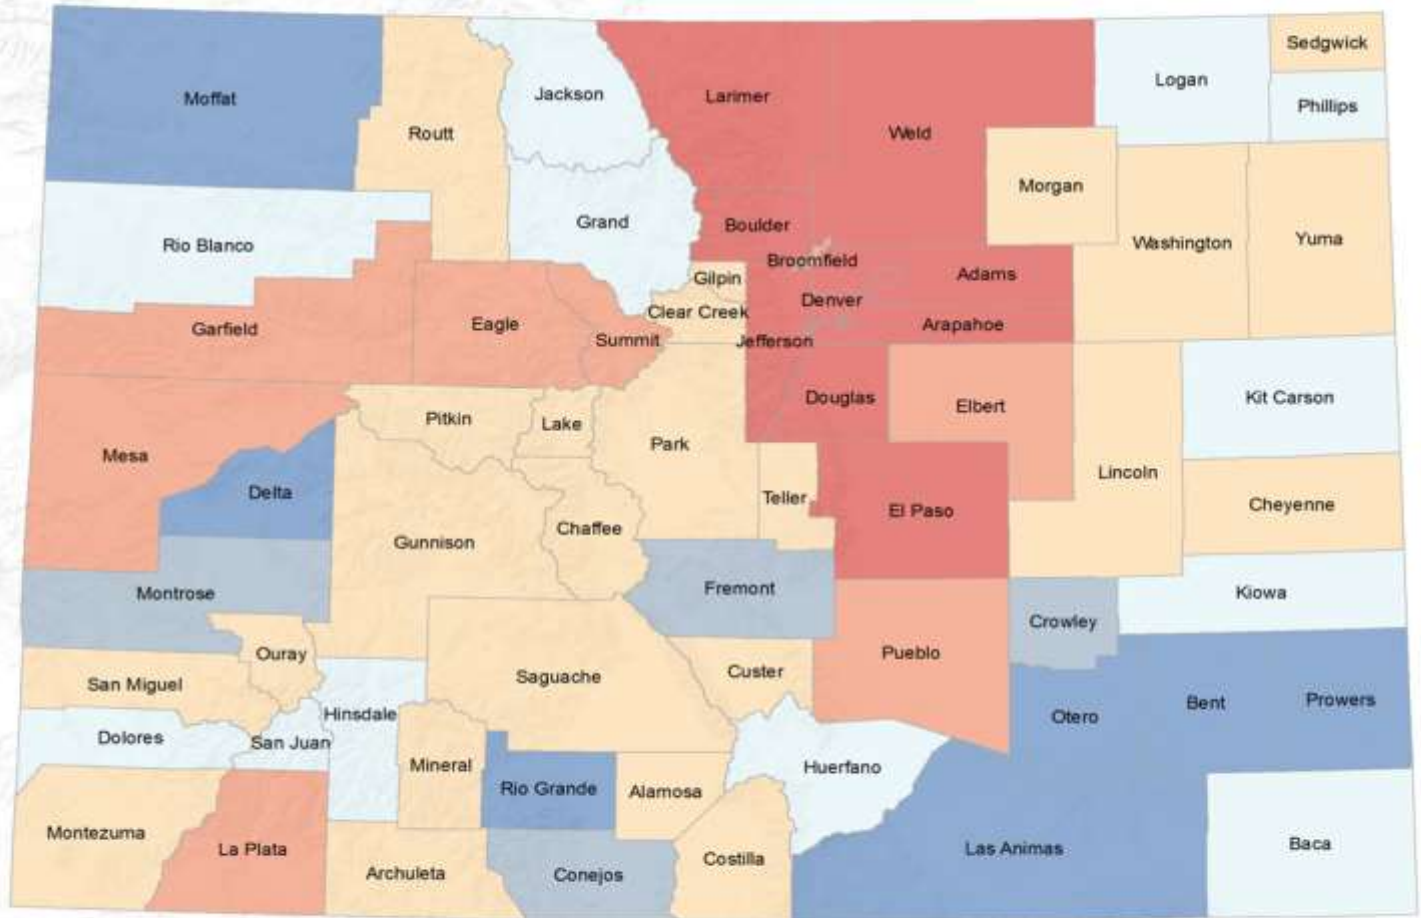 Sedgwick
Logan
Jackson
Larimer
Moffat
Phillips
Routt
Weld
Morgan
Grand
Boulder
Rio Blanco
Washington
Yuma
Broomfield
Gilpin
Adams
Denver
Clear Creek
Eagle
Arapahoe
Garfield
Summit
Jefferson
Douglas
Kit Carson
Elbert
Pitkin
Lake
Park
Mesa
Lincoln
Delta
Teller
Cheyenne
El Paso
Chaffee
Gunnison
Fremont
Montrose
Kiowa
Crowley
Ouray
Pueblo
Custer
Saguache
San Miguel
Prowers
Bent
Hinsdale
Otero
Dolores
San Juan
Mineral
Huerfano
Rio Grande
Alamosa
Montezuma
Baca
La Plata
Las Animas
Costilla
Archuleta
Conejos